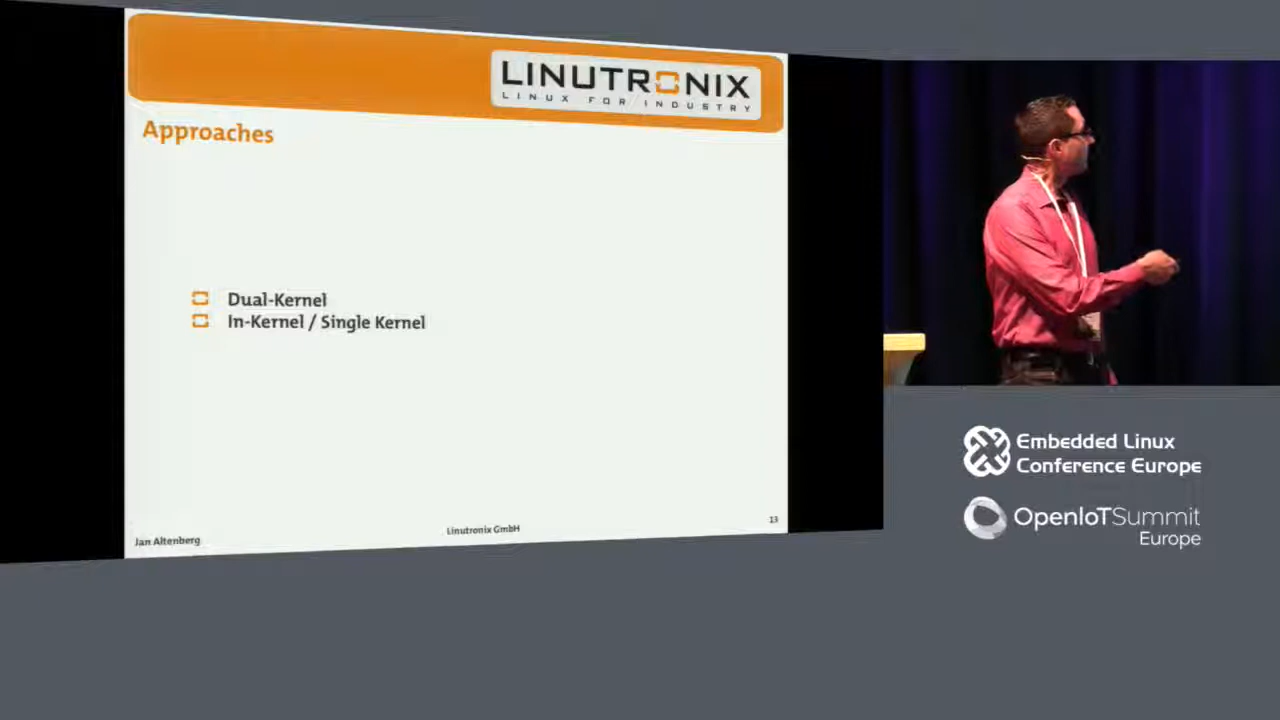 LINUTRONIX
LINUX FOR INDUSTRY
Approaches
Dual-Kernel
In-Kernel / Single Kernel
Jan Altenberg
Linutronix GmbH
13
Embedded Linux
Conference Europe
OpenIoTSummit
Europe